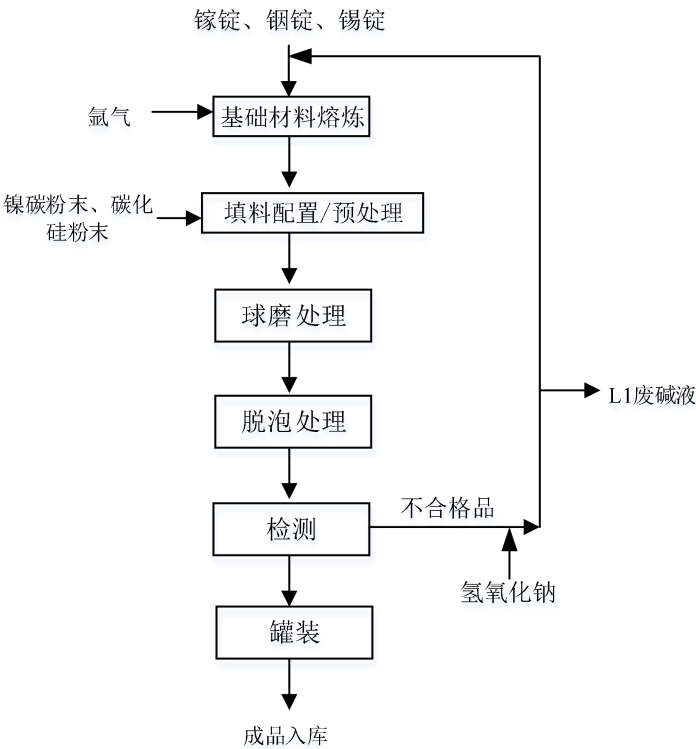 镓锭、铟锭、锡锭
氩气
基础材料熔炼
镍碳粉末、碳化
硅粉末
填料配置/预处理
球磨处理
脱泡处理
L1废碱液
不合格品
检测
氢氧化钠
罐装
成品入库